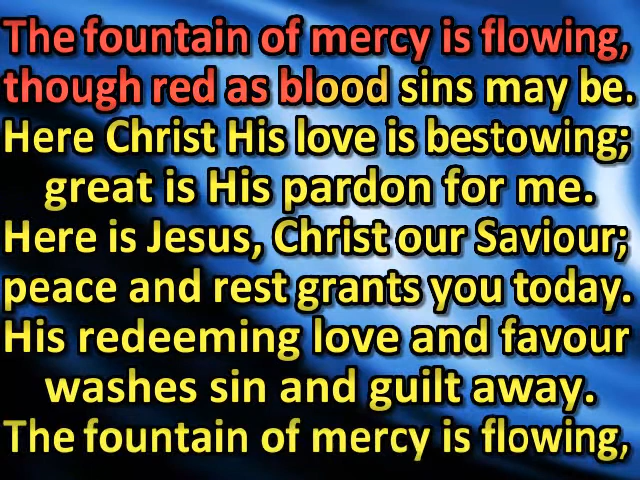 The fountain of mercy is flowing,
though red as blood sins may be.
Here Christ His love is bestowing;
great is His pardon for me.
Here is Jesus, Christ our Saviour;
peace and rest grants you today.
His redeeming love and favour
washes sin and guilt away.
The fountain of mercy is flowing,